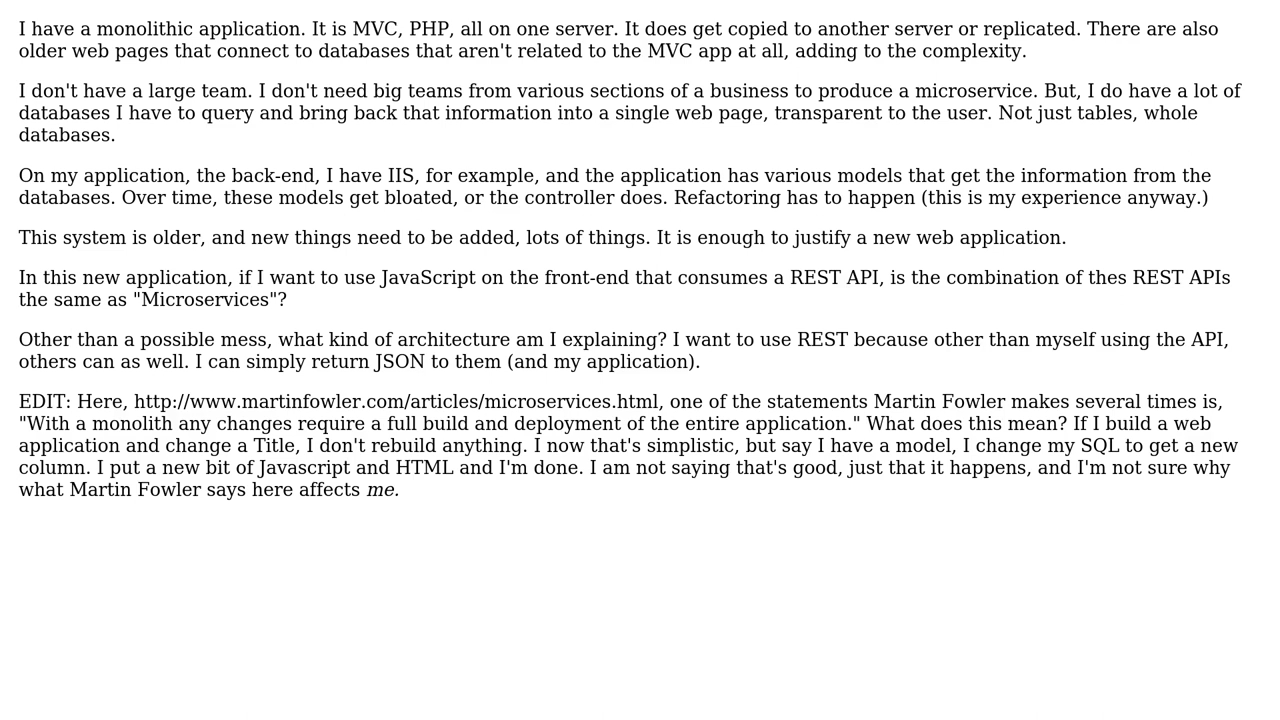 I have a monolithic application. It is MVC, PHP, all on one server. It does get copied to another server or replicated. There are also
older web pages that connect to databases that aren't related to the MVC app at all, adding to the complexity.
I don't have a large team. I don't need big teams from various sections of a business to produce a microservice. But, I do have a lot of
databases I have to query and bring back that information into a single web page, transparent to the user. Not just tables, whole
databases.
On my application, the back-end, I have IIS, for example, and the application has various models that get the information from the
databases. Over time, these models get bloated, or the controller does. Refactoring has to happen (this is my experience anyway.)
This system is older, and new things need to be added, lots of things. It is enough to justify a new web application.
In this new application, if I want to use JavaScript on the front-end that consumes a REST API, is the combination of thes REST APIs
the same as "Microservices"?
Other than a possible mess, what kind of architecture am I explaining? I want to use REST because other than myself using the API,
others can as well. I can simply return JSON to them (and my application).
EDIT: Here, http://www.martinfowler.com/articles/microservices.html, one of the statements Martin Fowler makes several times is,
"With a monolith any changes require a full build and deployment of the entire application." What does this mean? If I build a web
application and change a Title, I don't rebuild anything. I now that's simplistic, but say I have a model, I change my SQL to get a new
column. I put a new bit of Javascript and HTML and I'm done. I am not saying that's good, just that it happens, and I'm not sure why
what Martin Fowler says here affects me.